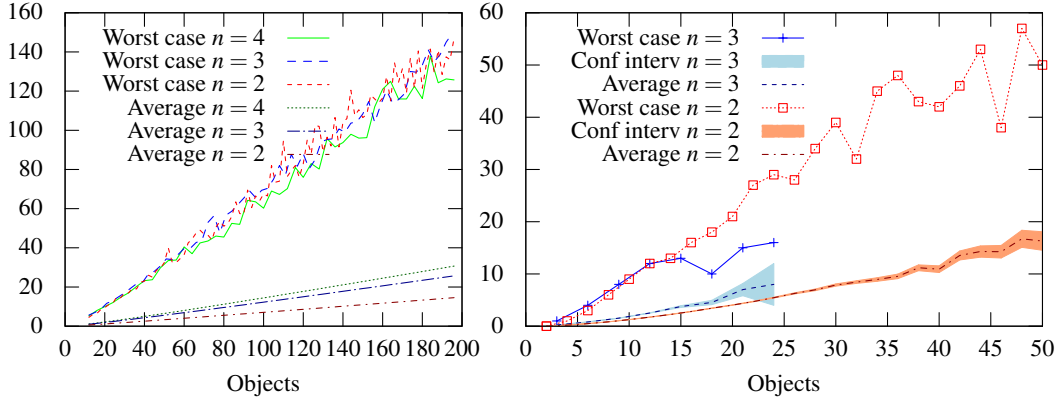 160
140
120
100
80
60
40
20
0
Worst case n = 4
Worst case n = 3
Worst case n = 2
Average n = 4
Average n = 3
Average n = 2
0 20 40 60 80 100 120 140 160 180 200
Objects
60
50
40
30
20
10
0
Worst case n = 3
Conf interv n = 3
Average n = 3
Worst case n = 2
Conf interv n = 2
Average n = 2
0 5 10 15 20 25 30 35 40 45 50
Objects